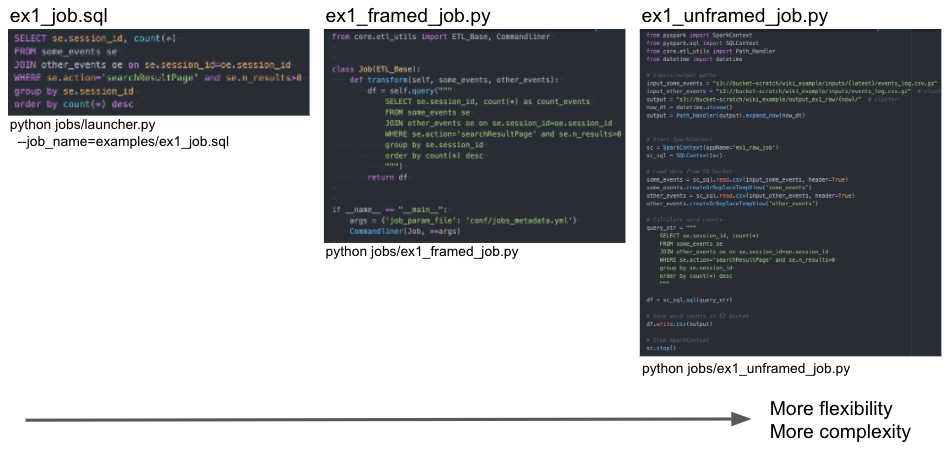 ex1_job.sql
SELECT se.session_id, count(*)
FROM some_events se
JOIN other_events oe on se.session_id=oe.session_id
WHERE se.action='searchResultPage' and se.n_results>0
group by se.session_id
order by count(*) desc
python jobs/launcher.py
--job_name=examples/ex1_job.sql
ex1_framed_job.py
from core.etl_utils import ETL_Base, Commandliner
class Job(ETL_Base):
def transform(self, some_events, other_events):
df = self.query("""
SELECT se.session_id, count(*) as count_events
FROM some_events se
JOIN other_events oe on se.session_id=oe.session_id
WHERE se.action='searchResultPage' and se.n_results>0
group by se.session_id
order by count(*) desc
""")
return df
if __name__ == "__main__":
args = {'job_param_file': 'conf/jobs_metadata.yml'}
Commandliner(Job, **args)
python jobs/ex1_framed_job.py
ex1_unframed_job.py
from pyspark import SparkContext
from pyspark.sql import SQLContext
from core.etl_utils import Path_Handler
from datetime import datetime
# Inputs/output paths
input_some_events = "s3://bucket-scratch/wiki_example/inputs/{latest}/events_log.csv.gz"
input_other_events = "s3://bucket-scratch/wiki_example/inputs/events_log.csv.gz" # clust
output = "s3://bucket-scratch/wiki_example/output_ex1_raw/{now}/" # cluster
now_dt = datetime.utcnow()
output = Path_Handler(output).expand_now(now_dt)
# Start SparkContext
sc = SparkContext(appName='ex1_raw_job')
sc_sql = SQLContext(sc)
# Load data from S3 bucket
some_events = sc_sql.read.csv(input_some_events, header=True)
some_events.createOrReplaceTempView('some_events')
other_events = sc_sql.read.csv(input_other_events, header=True)
other_events.createOrReplaceTempView('other_events')
# Calculate word counts
query_str = """
SELECT se.session_id, count(*)
FROM some_events se
JOIN other_events oe on se.session_id=oe.session_id
WHERE se.action='searchResultPage' and se.n_results>0
group by se.session_id
order by count(*) desc
"""
df = sc_sql.sql(query_str)
# Save word counts in S3 bucket
df.write.csv(output)
# Stop SparkContext
sc.stop()
python jobs/ex1_unframed_job.py
More flexibility
More complexity